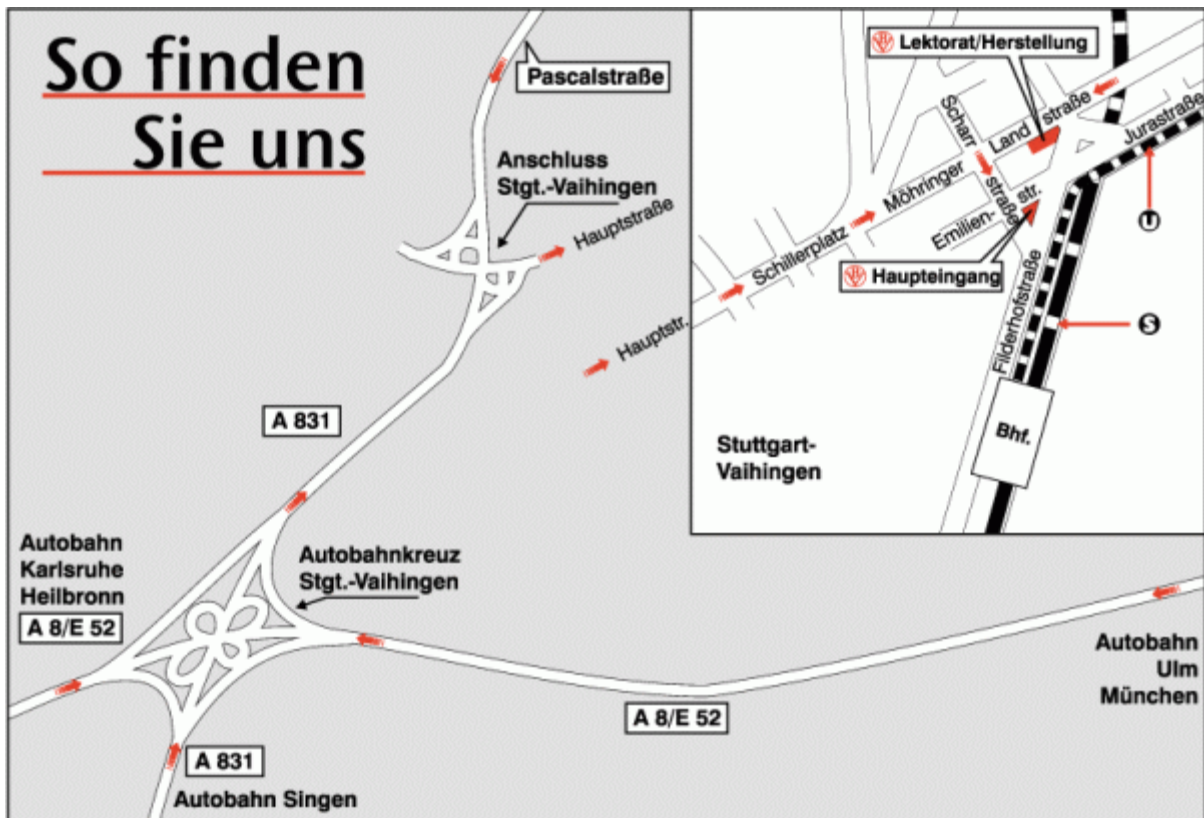 So finden
Sie uns
Pascalstraße
Anschluss
Stgt.-Vaihingen
Hauptstraße
Hauptstr.
A 831
Autobahn
Karlsruhe
Heilbronn
A 8/E 52
Autobahnkreuz
Stgt.-Vaihingen
A 8/E 52
Autobahn
Ulm
München
A 831
Autobahn Singen
Lektorat/Herstellung
Scharr
straße
Land straße
Jurastraße
Möhringer
Schillerplatz
Emilien-
str.
Haupteingang
Filderhofstraße
U
S
Bhf.
Stuttgart-
Vaihingen